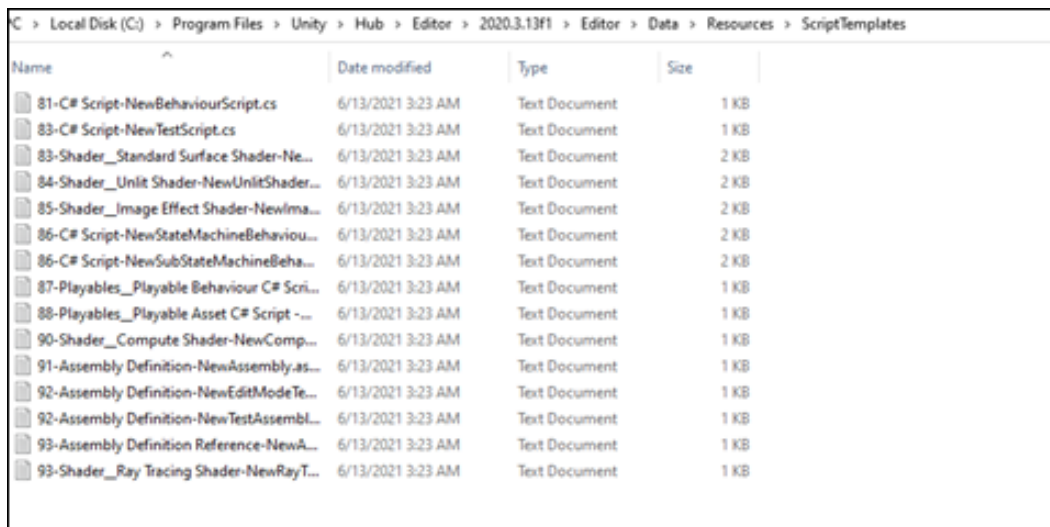 C > Local Disk (C:) > Program Files > Unity > Hub > Editor > 2020.3.13f1 > Editor > Data > Resources > ScriptTemplates
Name Date modified Type Size
81-C# Script-NewBehaviourScript.cs 6/13/2021 3:23 AM Text Document 1 KB
83-C# Script-NewTestScript.cs 6/13/2021 3:23 AM Text Document 1 KB
83-Shader__Standard Surface Shader-Ne... 6/13/2021 3:23 AM Text Document 2 KB
84-Shader__Unlit Shader-NewUnlitShader... 6/13/2021 3:23 AM Text Document 2 KB
85-Shader__Image Effect Shader-NewIma... 6/13/2021 3:23 AM Text Document 2 KB
86-C# Script-NewStateMachineBehaviou... 6/13/2021 3:23 AM Text Document 2 KB
86-C# Script-NewSubStateMachineBeha... 6/13/2021 3:23 AM Text Document 2 KB
87-Playables__Playable Behaviour C# Scri... 6/13/2021 3:23 AM Text Document 1 KB
88-Playables__Playable Asset C# Script -... 6/13/2021 3:23 AM Text Document 1 KB
90-Shader__Compute Shader-NewComp... 6/13/2021 3:23 AM Text Document 1 KB
91-Assembly Definition-NewAssembly.as... 6/13/2021 3:23 AM Text Document 1 KB
92-Assembly Definition-NewEditModeTe... 6/13/2021 3:23 AM Text Document 1 KB
92-Assembly Definition-NewTestAssembl... 6/13/2021 3:23 AM Text Document 1 KB
93-Assembly Definition Reference-NewA... 6/13/2021 3:23 AM Text Document 1 KB
93-Shader__Ray Tracing Shader-NewRayT... 6/13/2021 3:23 AM Text Document 1 KB